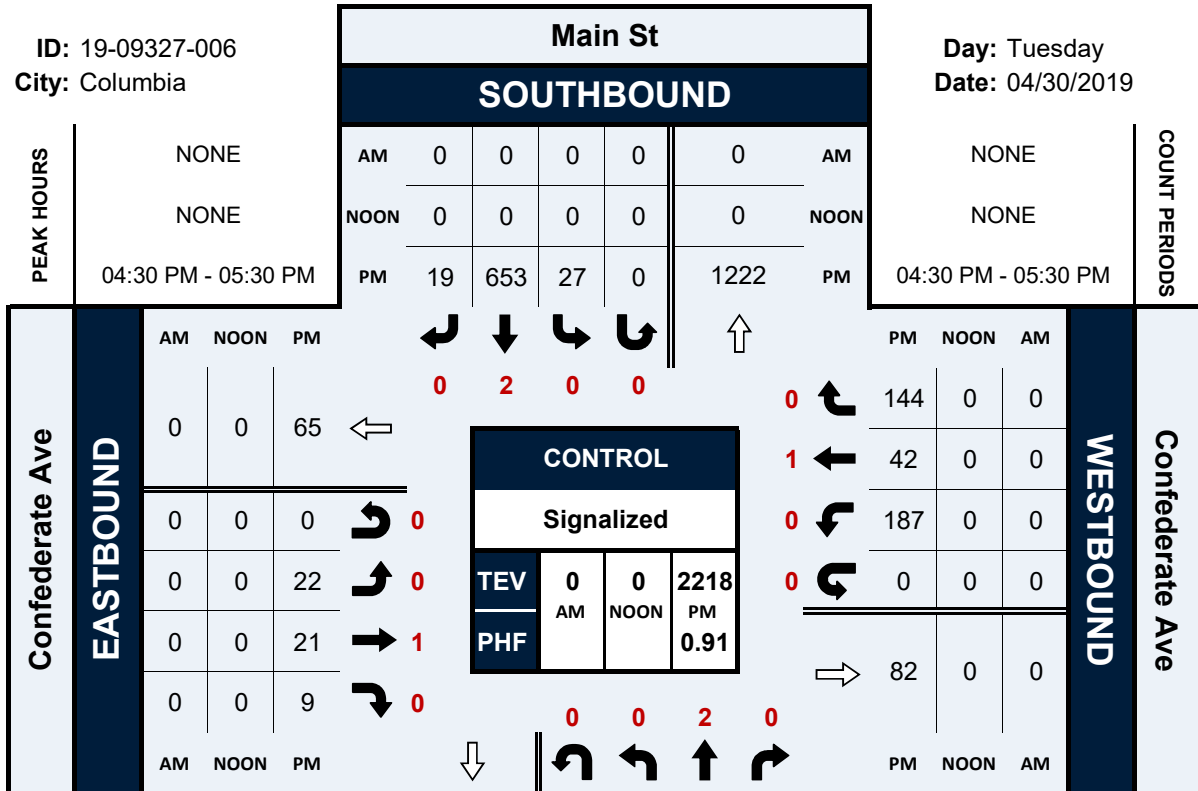 Main St
ID: 19-09327-006
City: Columbia
Day: Tuesday
Date: 04/30/2019
SOUTHBOUND
PEAK HOURS
NONE
NONE
04:30 PM - 05:30 PM
AM 0 0 0 0 0 AM
NOON 0 0 0 0 0 NOON
PM 19 653 27 0 1222 PM
NONE
NONE
04:30 PM - 05:30 PM
COUNT PERIODS
0 2 0 0
Confederate Ave
EASTBOUND
AM NOON PM
0 0 65
0 0 0 0
0 0 22 0
0 0 21 1
0 0 9 0
AM NOON PM
CONTROL
Signalized
TEV 0 0 2218
AM NOON PM
PHF 0.91
PM NOON AM
0 144 0 0
1 42 0 0
0 187 0 0
0 0 0 0
82 0 0
PM NOON AM
WESTBOUND
Confederate Ave
0 0 2 0